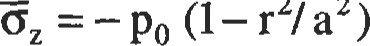 σ̅z = − p0 (1− r²/ a² )